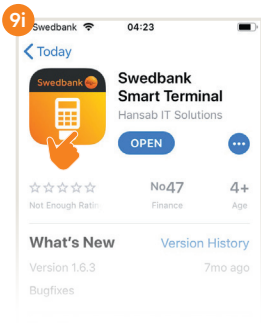 9i
Swedbank 04:23
Today
Swedbank
Swedbank
Smart Terminal
Hansab IT Solutions
OPEN
No47 4+
Not Enough Ratin Finance Age
What's New Version History
Version 1.6.3 7mo ago
Bugfixes